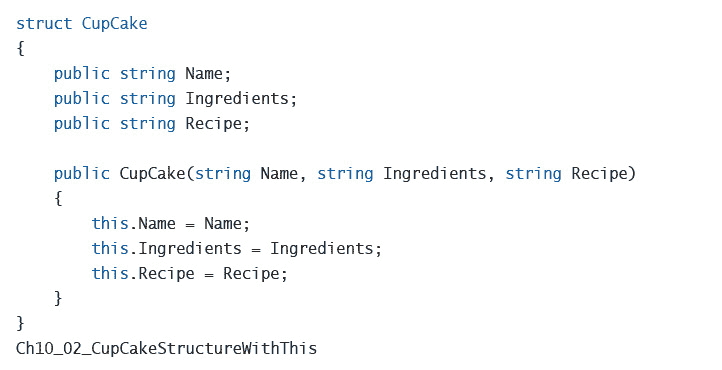 struct CupCake
{
    public string Name;
    public string Ingredients;
    public string Recipe;

    public CupCake(string Name, string Ingredients, string Recipe)
    {
        this.Name = Name;
        this.Ingredients = Ingredients;
        this.Recipe = Recipe;
    }
}
Ch10_02_CupCakeStructureWithThis